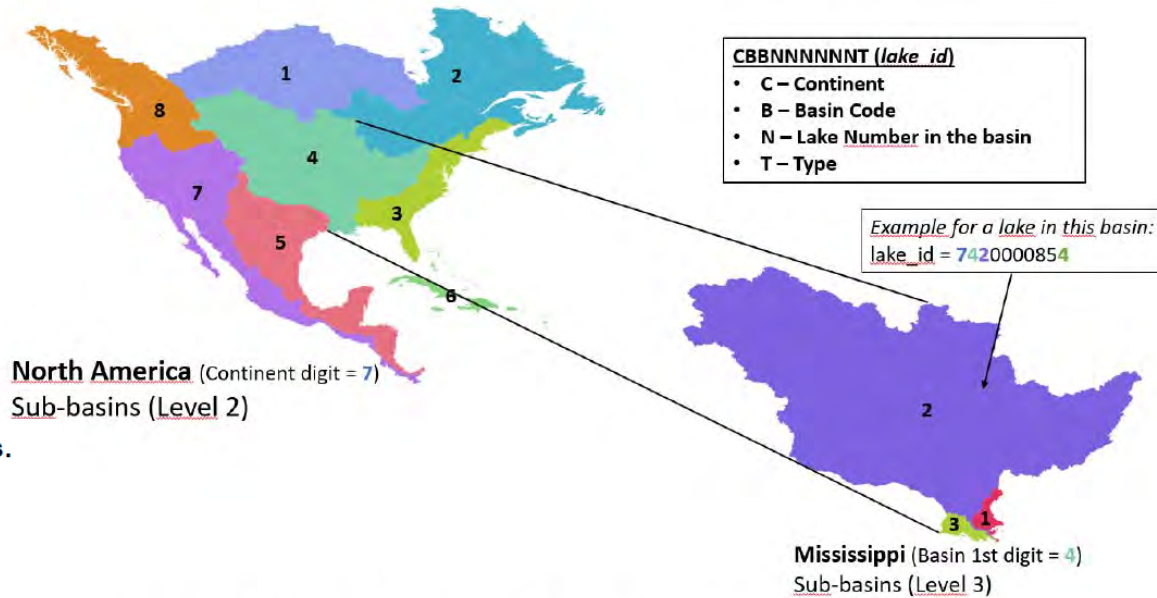 1
2
8
4
7
3
5
6
North America (Continent digit = 7)
Sub-basins (Level 2)
s.
CBBNNNNNNT (lake_id)
• C – Continent
• B – Basin Code
• N – Lake Number in the basin
• T – Type
Example for a lake in this basin:
lake_id = 7420000854
2
3
1
Mississippi (Basin 1st digit = 4)
Sub-basins (Level 3)